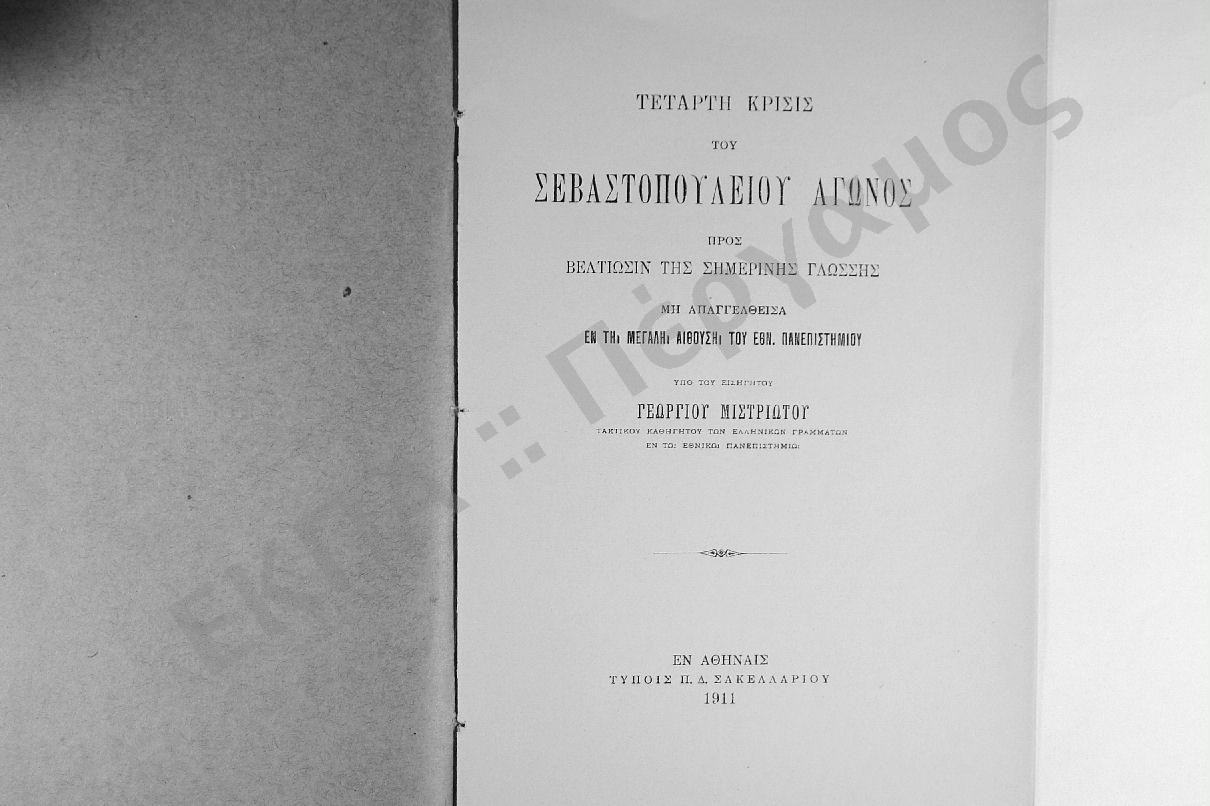 ΤΕΤΑΡΤΗ ΚΡΙΣΙΣ
ΤΟΥ
ΣΕΒΑΣΤΟΠΟΥΛΕΙΟΥ ΑΓΩΝΟΣ
ΠΡΟΣ
ΒΕΛΤΙΩΣΙΝ ΤΗΣ ΣΗΜΕΡΙΝΗΣ ΓΛΩΣΣΗΣ
ΜΗ ΑΠΑΓΓΕΛΘΕΙΣΑ
ΕΝ ΤΗι ΜΕΓΑΛΗι ΑΙΘΟΥΣΗι ΤΟΥ ΕΘΝ. ΠΑΝΕΠΙΣΤΗΜΙΟΥ
ΥΠΟ ΤΟΥ ΕΙΣΗΓΗΤΟΥ
ΓΕΩΡΓΙΟΥ ΜΙΣΤΡΙΩΤΟΥ
ΤΑΚΤΙΚΟΥ ΚΑΘΗΓΗΤΟΥ ΤΩΝ ΕΛΛΗΝΙΚΩΝ ΓΡΑΜΜΑΤΩΝ
ΕΝ ΤΩι ΕΘΝΙΚΩι ΠΑΝΕΠΙΣΤΗΜΙΩι
ΕΝ ΑΘΗΝΑΙΣ
ΤΥΠΟΙΣ Π. Δ. ΣΑΚΕΛΛΑΡΙΟΥ
1911
ΕΚΠΑ :: Πέργαμος